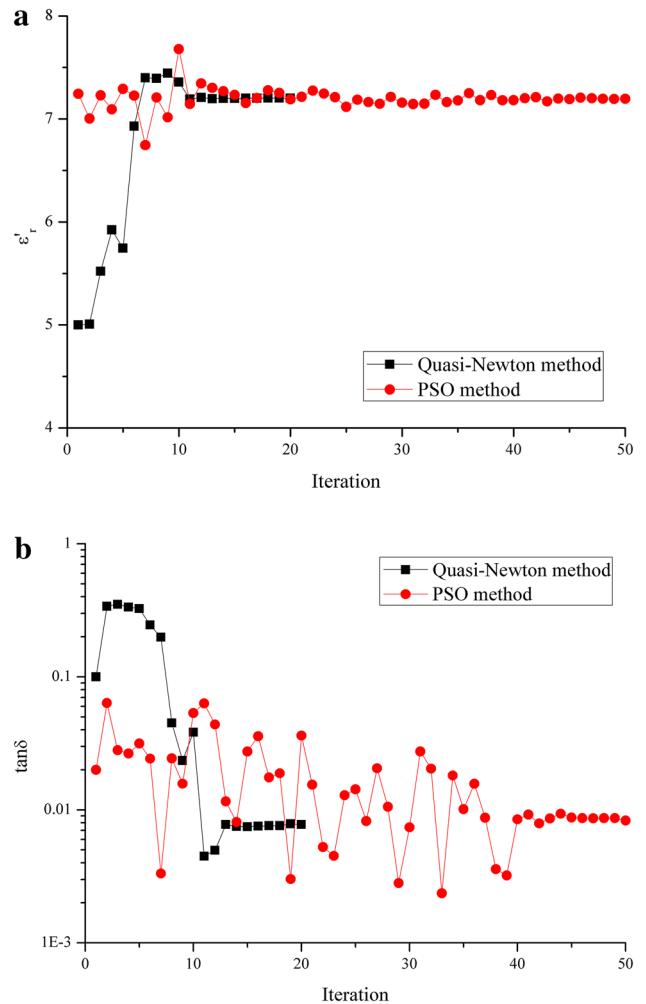 a
8
7
6
5
4
ε'r
0
10
20
30
40
50
Iteration
Quasi-Newton method
PSO method
b
1
0.1
0.01
1E-3
tanδ
0
10
20
30
40
50
Iteration
Quasi-Newton method
PSO method